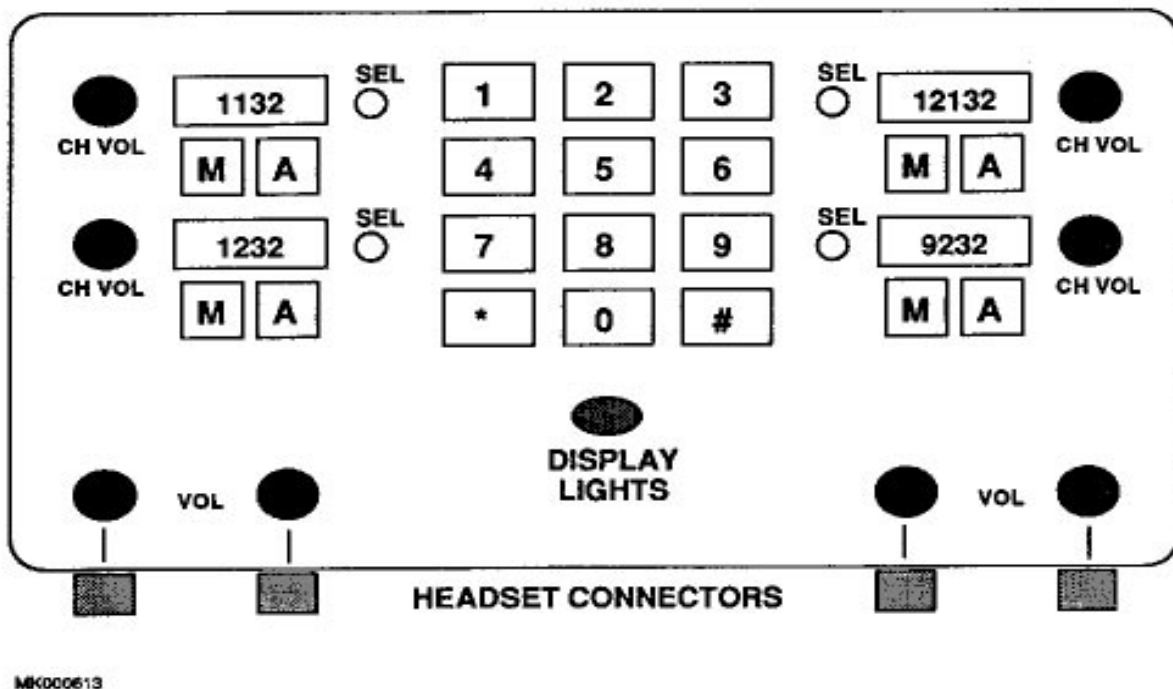 SEL SEL
1132 1 2 3 12132
CH VOL CH VOL
M A 4 5 6 M A
SEL SEL
1232 7 8 9 9232
CH VOL CH VOL
M A * 0 # M A
DISPLAY
LIGHTS
VOL VOL
HEADSET CONNECTORS
MK000613